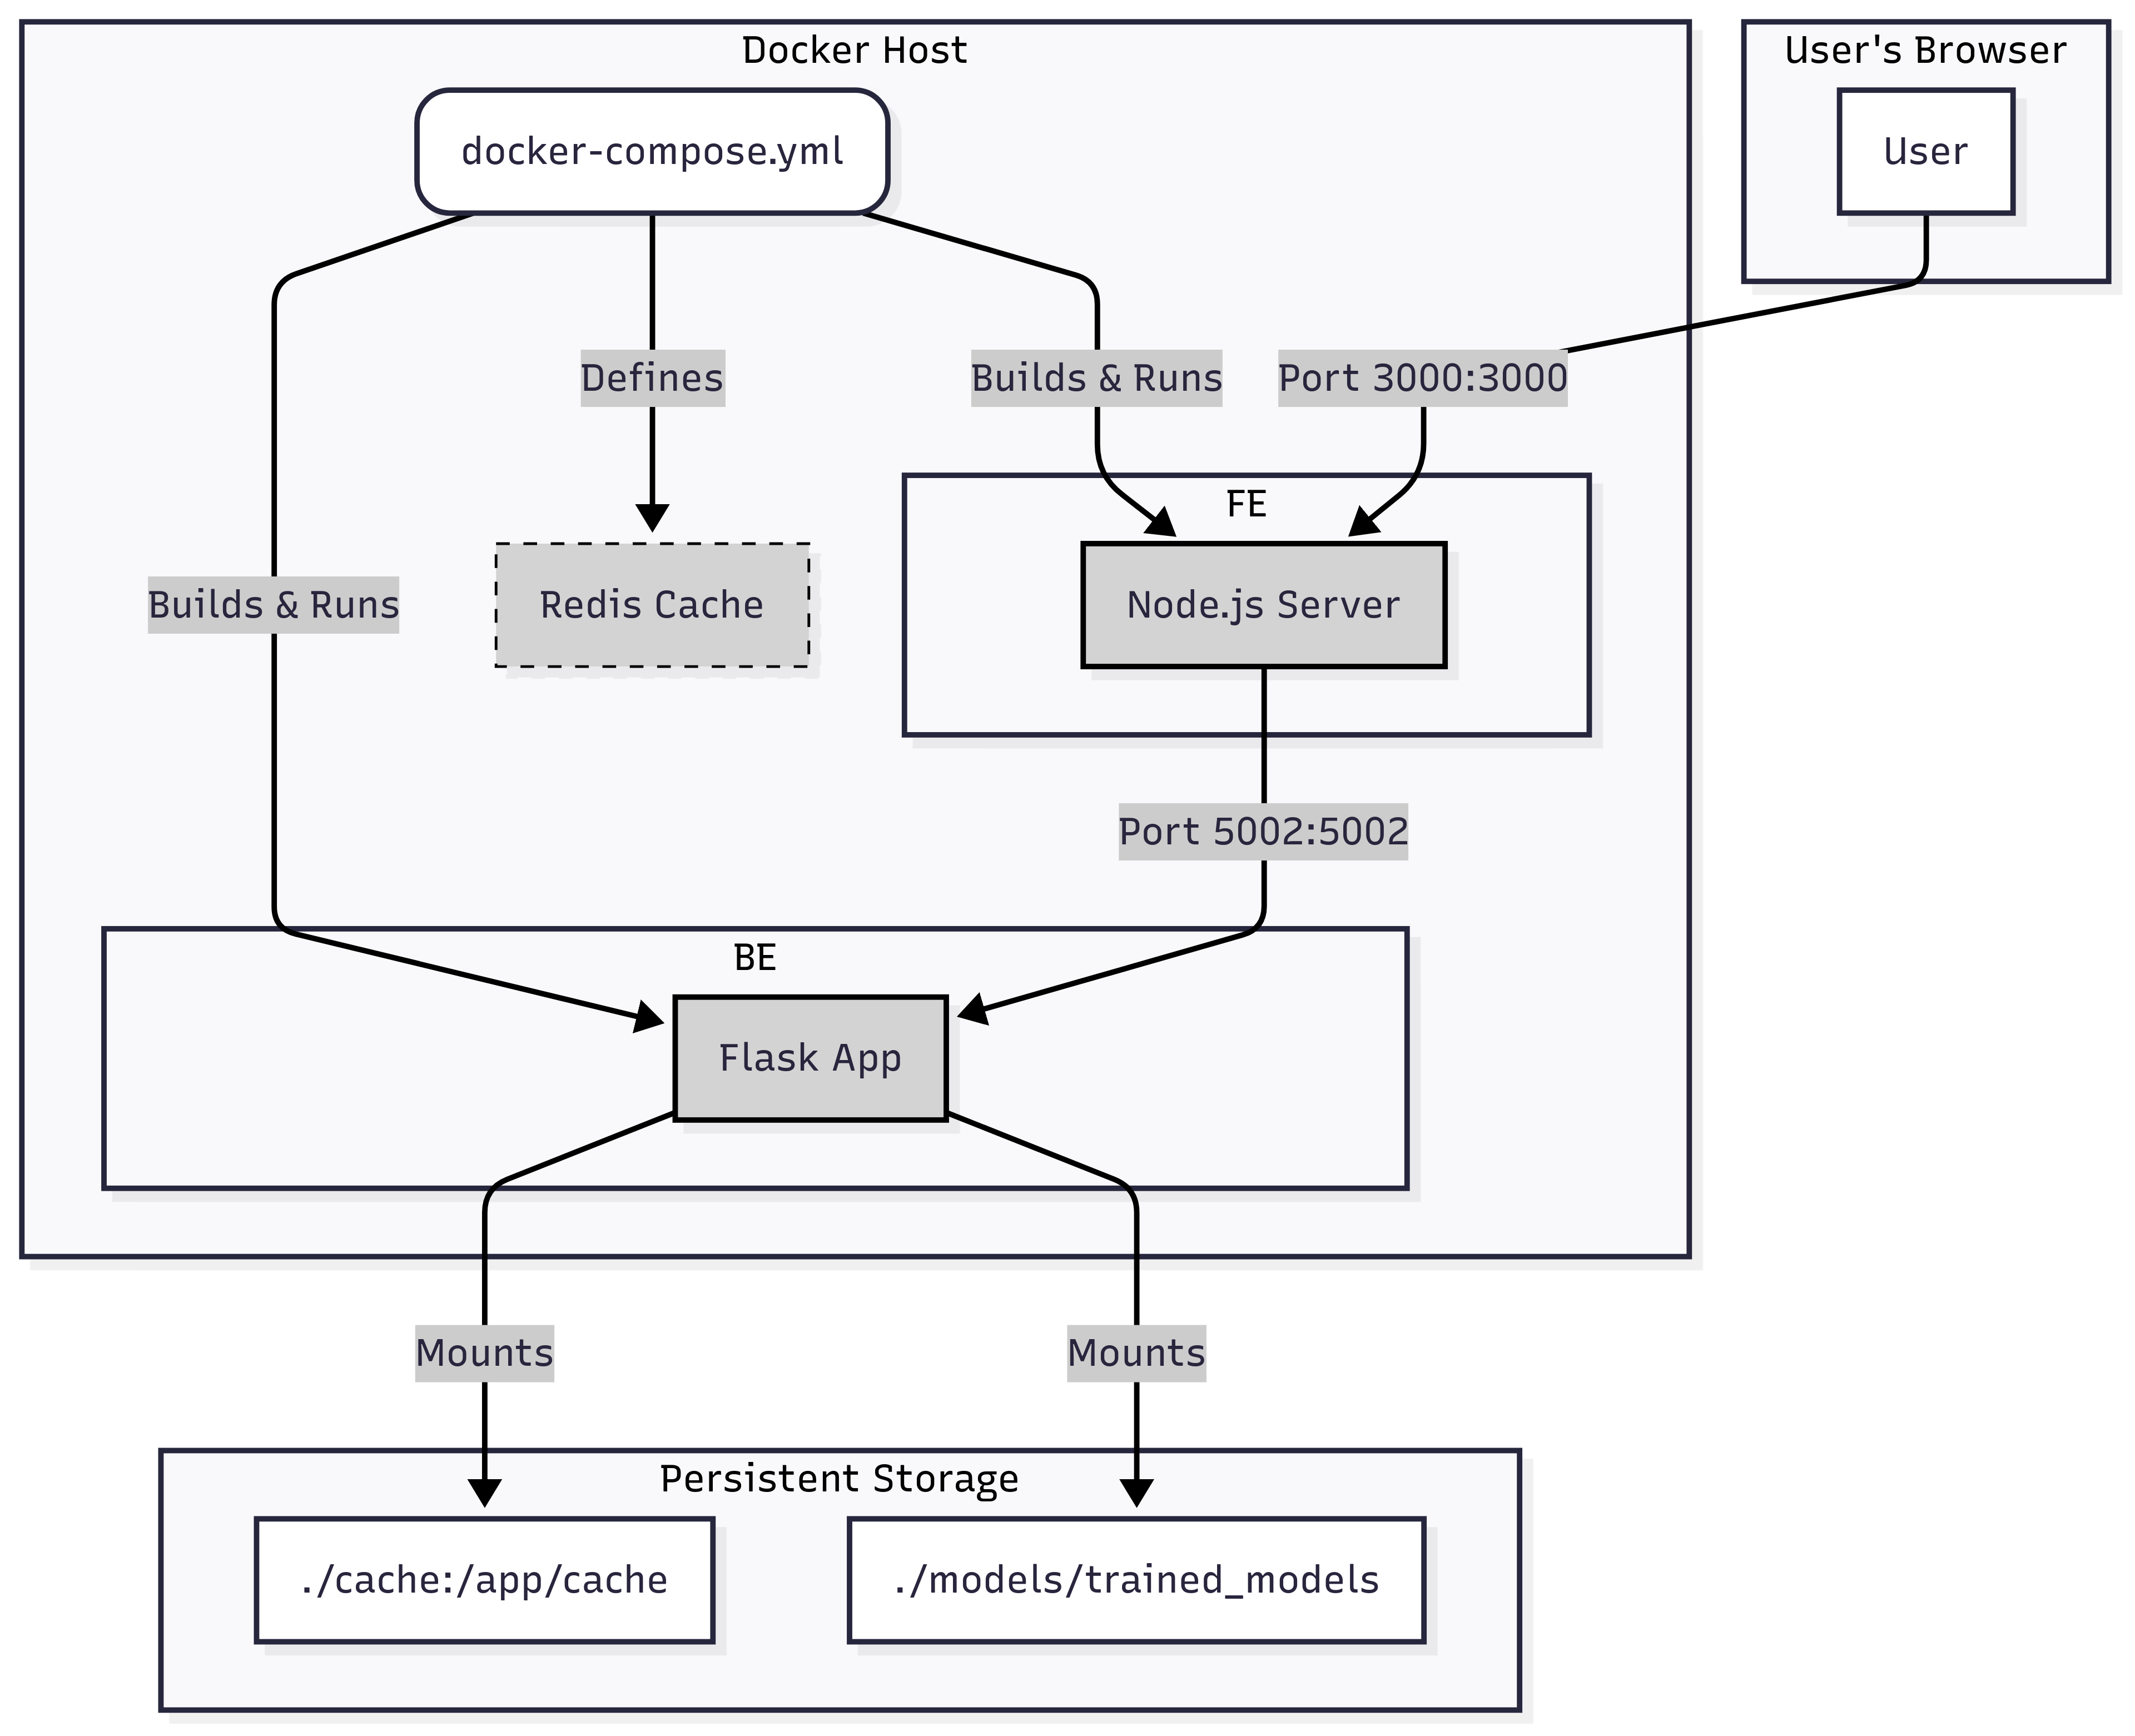 Docker Host
User's Browser
docker-compose.yml
User
Defines
Builds & Runs
Port 3000:3000
FE
Builds & Runs
Redis Cache
Node.js Server
Port 5002:5002
BE
Flask App
Mounts
Mounts
Persistent Storage
./cache:/app/cache
./models/trained_models